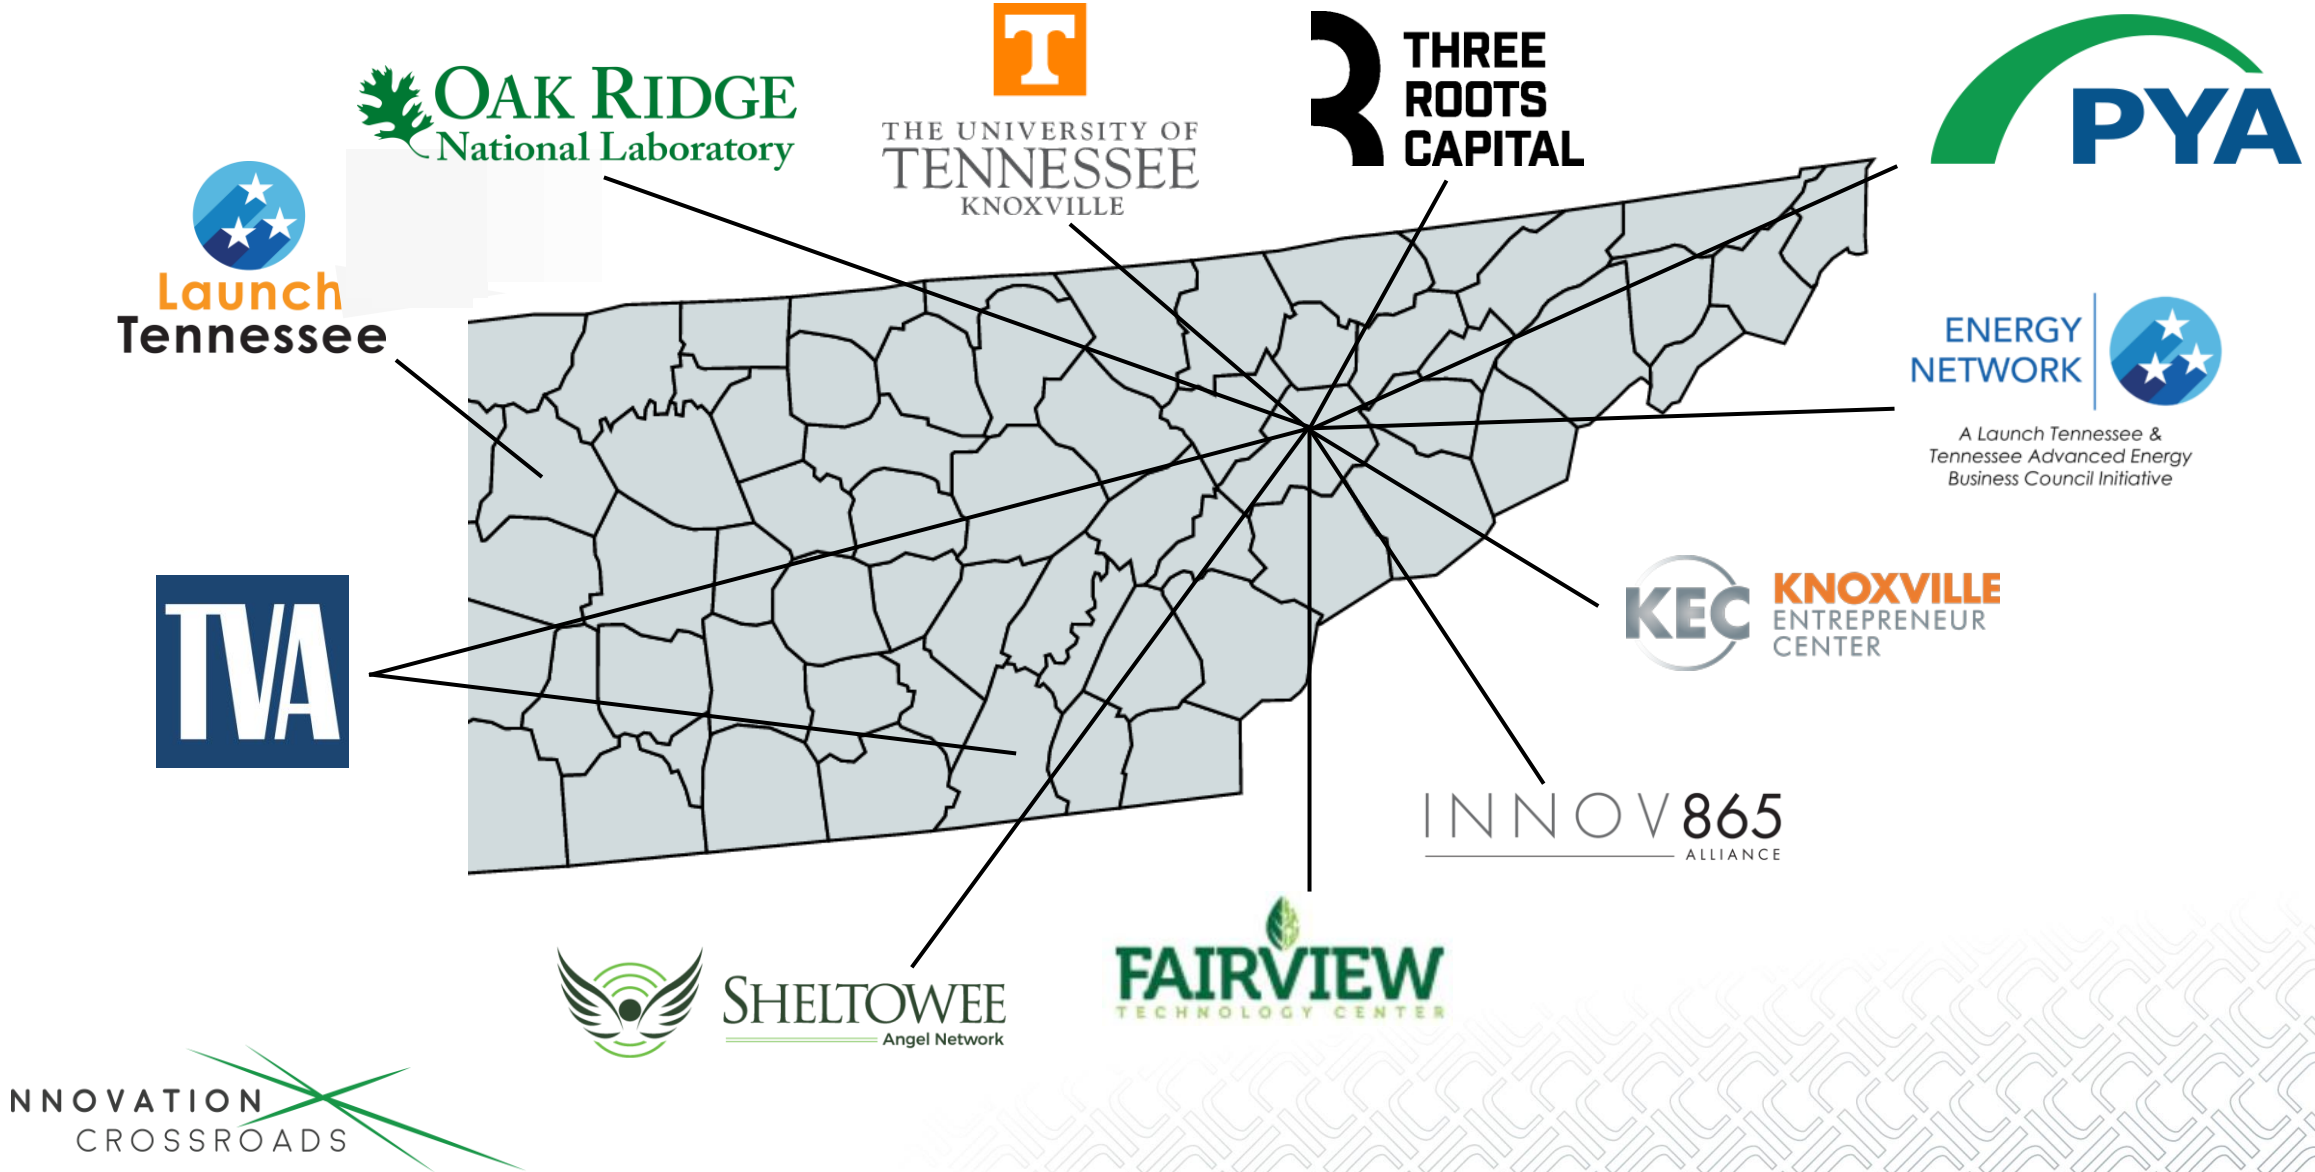 OAK RIDGE
National Laboratory
T
THE UNIVERSITY OF
TENNESSEE
KNOXVILLE
THREE
ROOTS
CAPITAL
PYA
Launch
Tennessee
ENERGY
NETWORK
A Launch Tennessee &
Tennessee Advanced Energy
Business Council Initiative
TVA
KEC
KNOXVILLE
ENTREPRENEUR
CENTER
INNOV865
ALLIANCE
SHELTOWEE
Angel Network
FAIRVIEW
TECHNOLOGY CENTER
NNOVATION
CROSSROADS